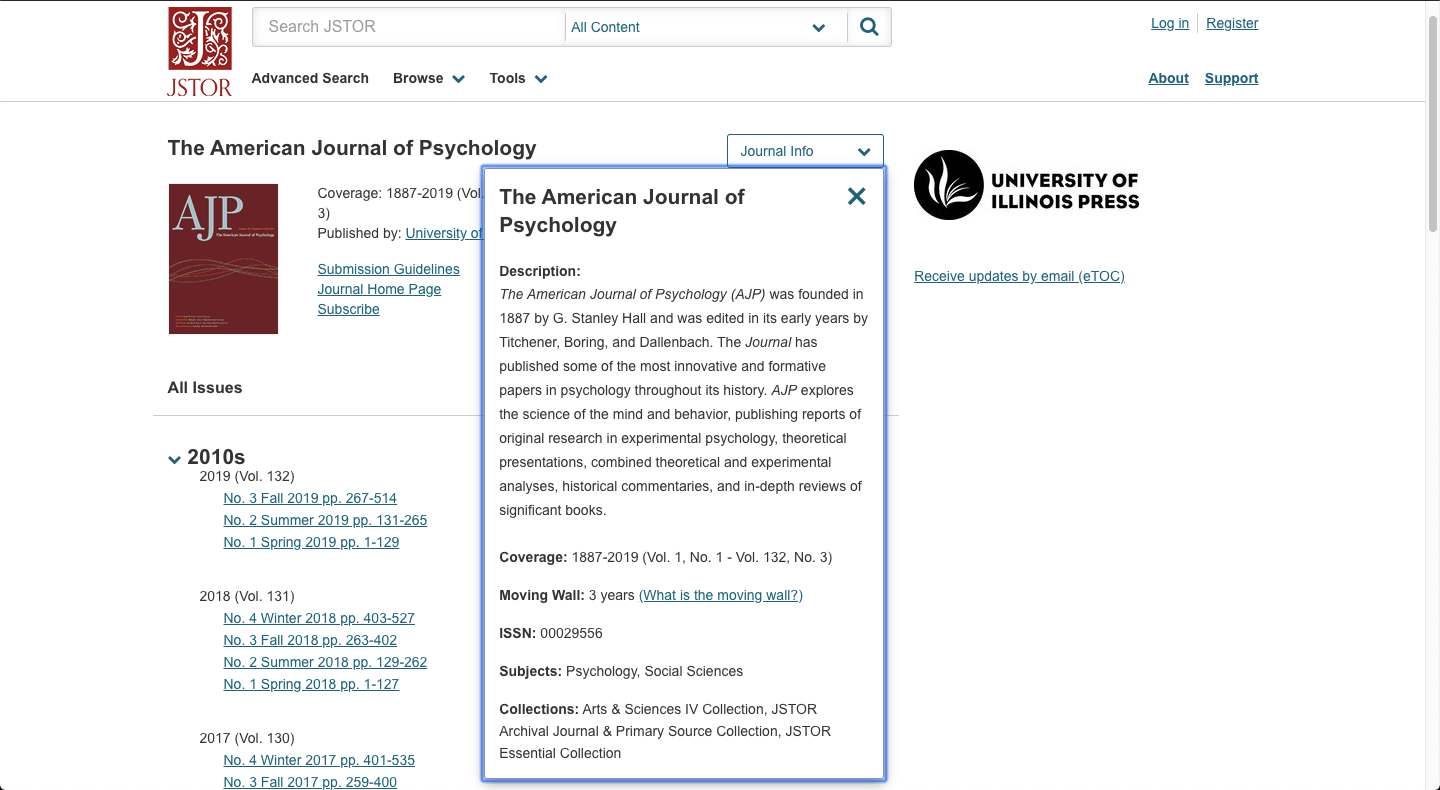 Search JSTOR
All Content
Log in
Register
JSTOR
Advanced Search
Browse
Tools
About
Support
The American Journal of Psychology
Journal Info
AJP
The American Journal of Psychology
Coverage: 1887-2019 (Vol.
3)
Published by: University of
Submission Guidelines
Journal Home Page
Subscribe
All Issues
2010s
2019 (Vol. 132)
No. 3 Fall 2019 pp. 267-514
No. 2 Summer 2019 pp. 131-265
No. 1 Spring 2019 pp. 1-129
2018 (Vol. 131)
No. 4 Winter 2018 pp. 403-527
No. 3 Fall 2018 pp. 263-402
No. 2 Summer 2018 pp. 129-262
No. 1 Spring 2018 pp. 1-127
2017 (Vol. 130)
No. 4 Winter 2017 pp. 401-535
No. 3 Fall 2017 pp. 259-400
The American Journal of
Psychology
Description:
The American Journal of Psychology (AJP) was founded in
1887 by G. Stanley Hall and was edited in its early years by
Titchener, Boring, and Dallenbach. The Journal has
published some of the most innovative and formative
papers in psychology throughout its history. AJP explores
the science of the mind and behavior, publishing reports of
original research in experimental psychology, theoretical
presentations, combined theoretical and experimental
analyses, historical commentaries, and in-depth reviews of
significant books.
Coverage: 1887-2019 (Vol. 1, No. 1 - Vol. 132, No. 3)
Moving Wall: 3 years (What is the moving wall?)
ISSN: 00029556
Subjects: Psychology, Social Sciences
Collections: Arts & Sciences IV Collection, JSTOR
Archival Journal & Primary Source Collection, JSTOR
Essential Collection
UNIVERSITY OF
ILLINOIS PRESS
Receive updates by email (eTOC)